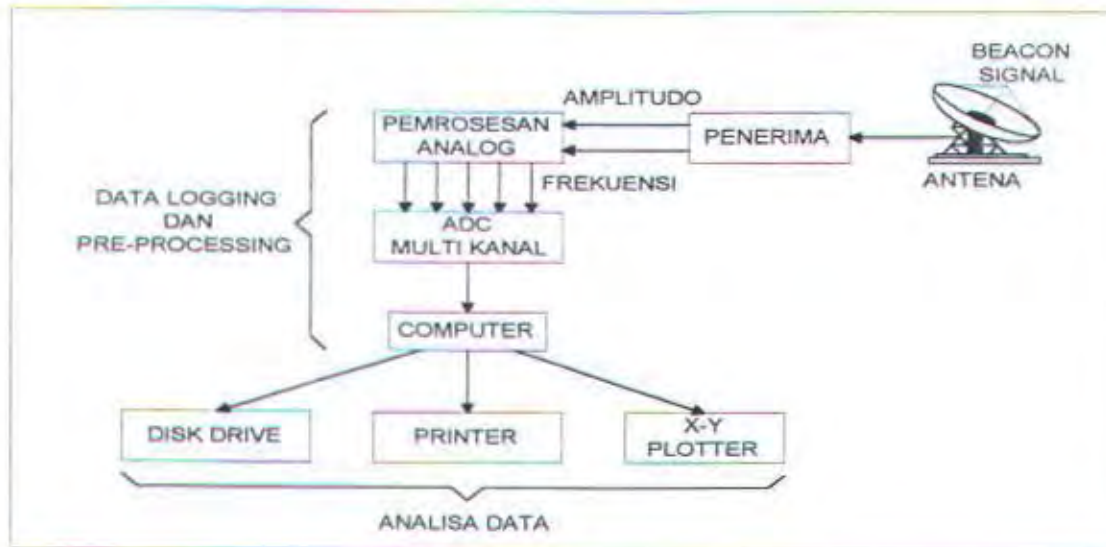 BEACON
SIGNAL
AMPLITUDO
PEMROSESAN
ANALOG
PENERIMA
ANTENA
FREKUENSI
DATA LOGGING
DAN
PRE-PROCESSING
ADC
MULTI KANAL
COMPUTER
DISK DRIVE
PRINTER
X-Y
PLOTTER
ANALISA DATA